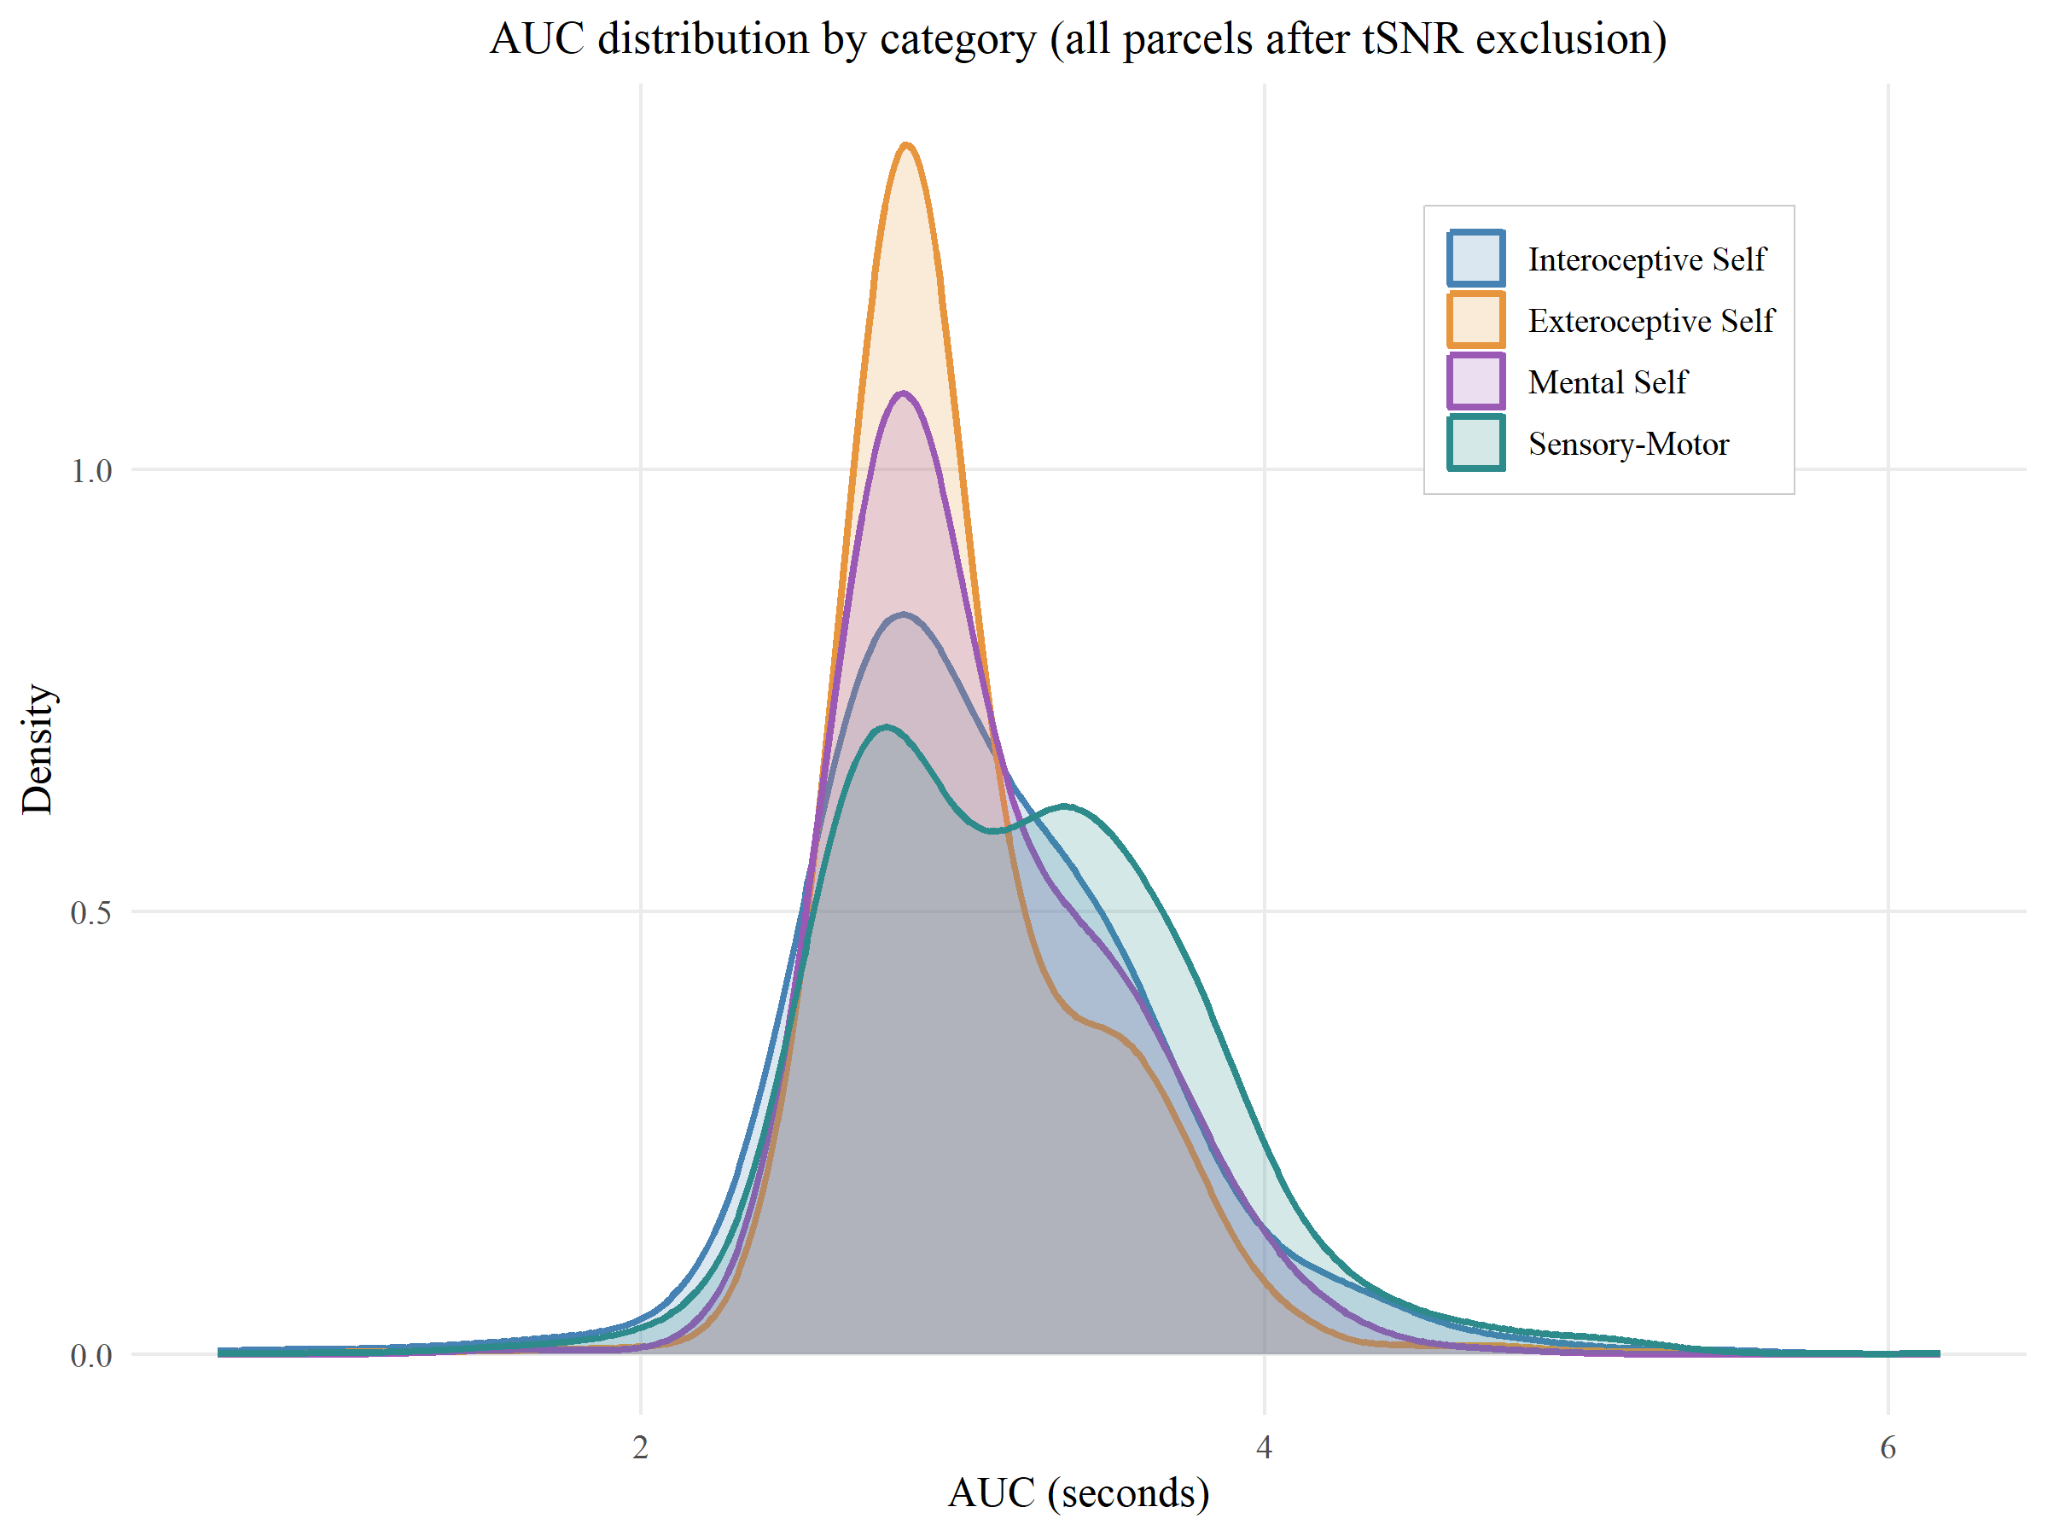 AUC distribution by category (all parcels after tSNR exclusion)
Interoceptive Self
Exteroceptive Self
Mental Self
Sensory-Motor
1.0
0.5
0.0
Density
2
4
6
AUC (seconds)